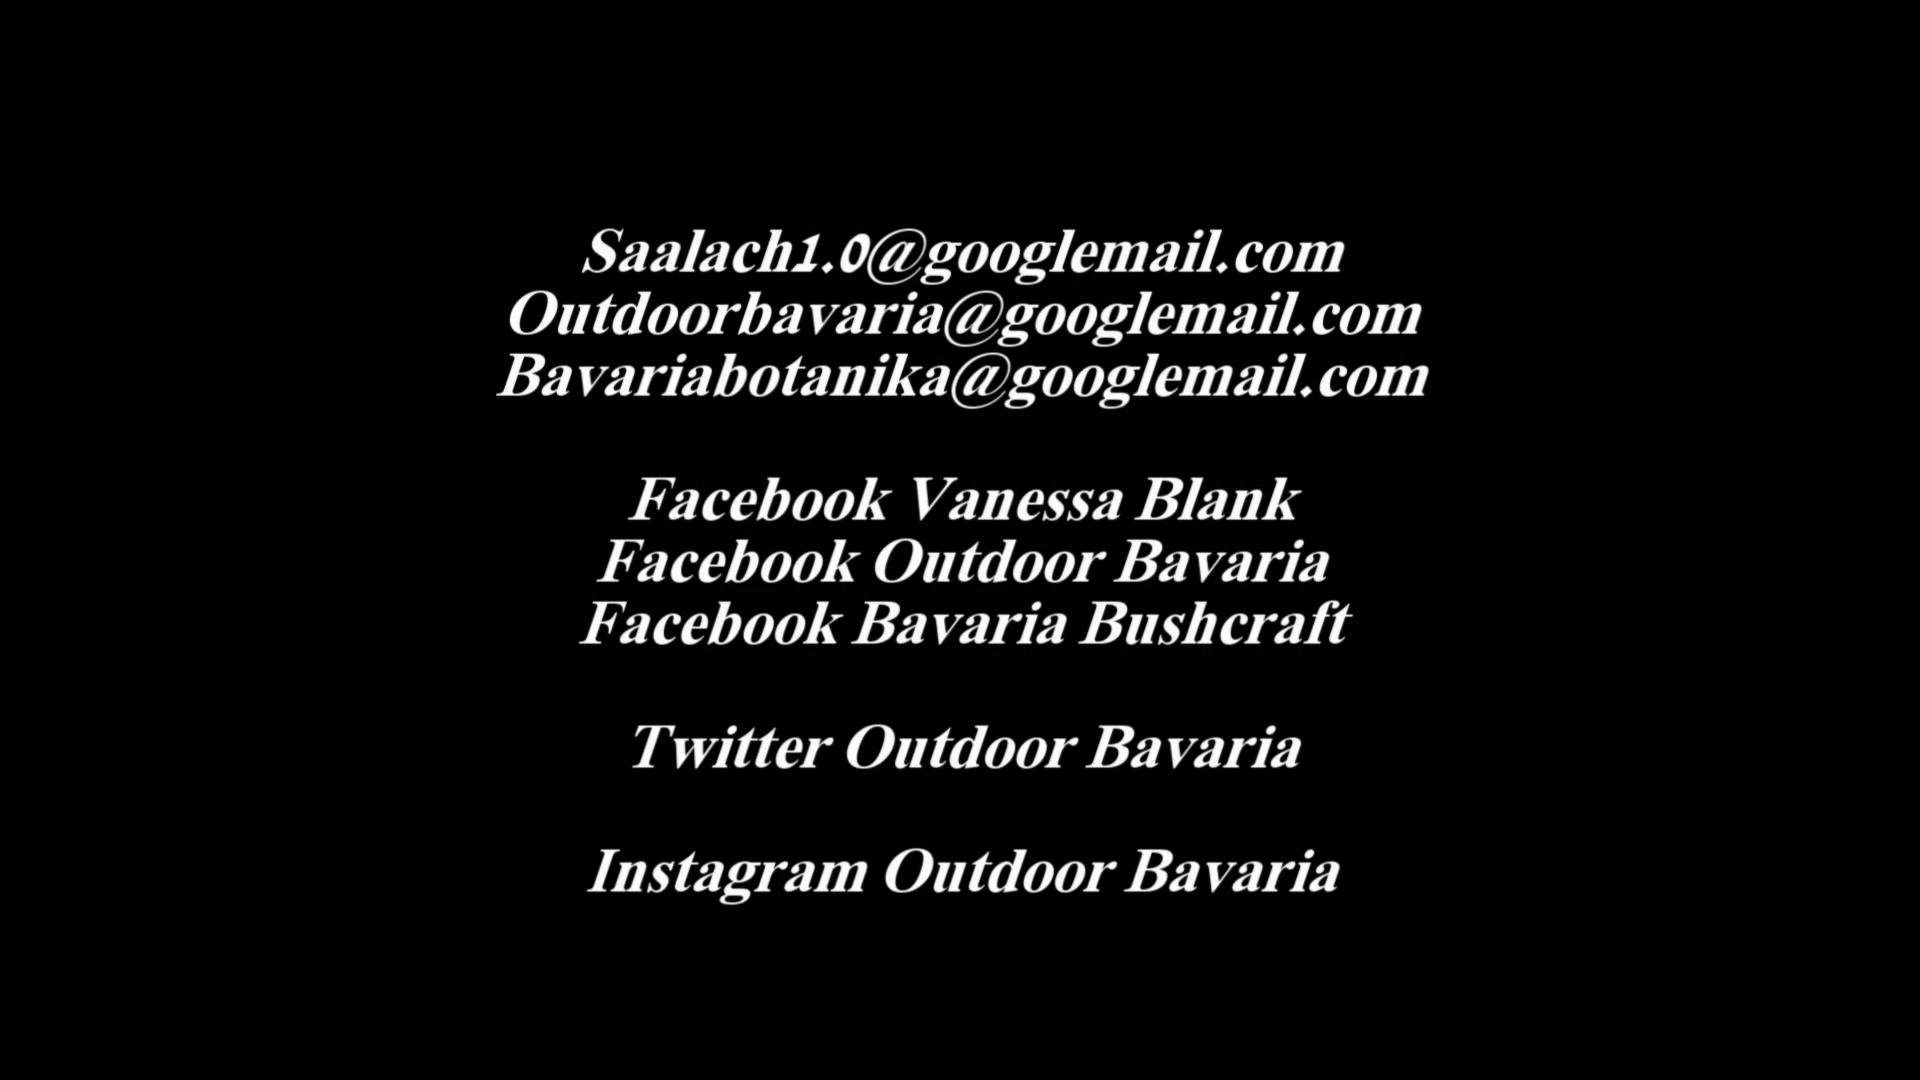 Saalach1.0@googlemail.com
Outdoorbavaria@googlemail.com
Bavariabotanika@googlemail.com
Facebook Vanessa Blank
Facebook Outdoor Bavaria
Facebook Bavaria Bushcraft
Twitter Outdoor Bavaria
Instagram Outdoor Bavaria